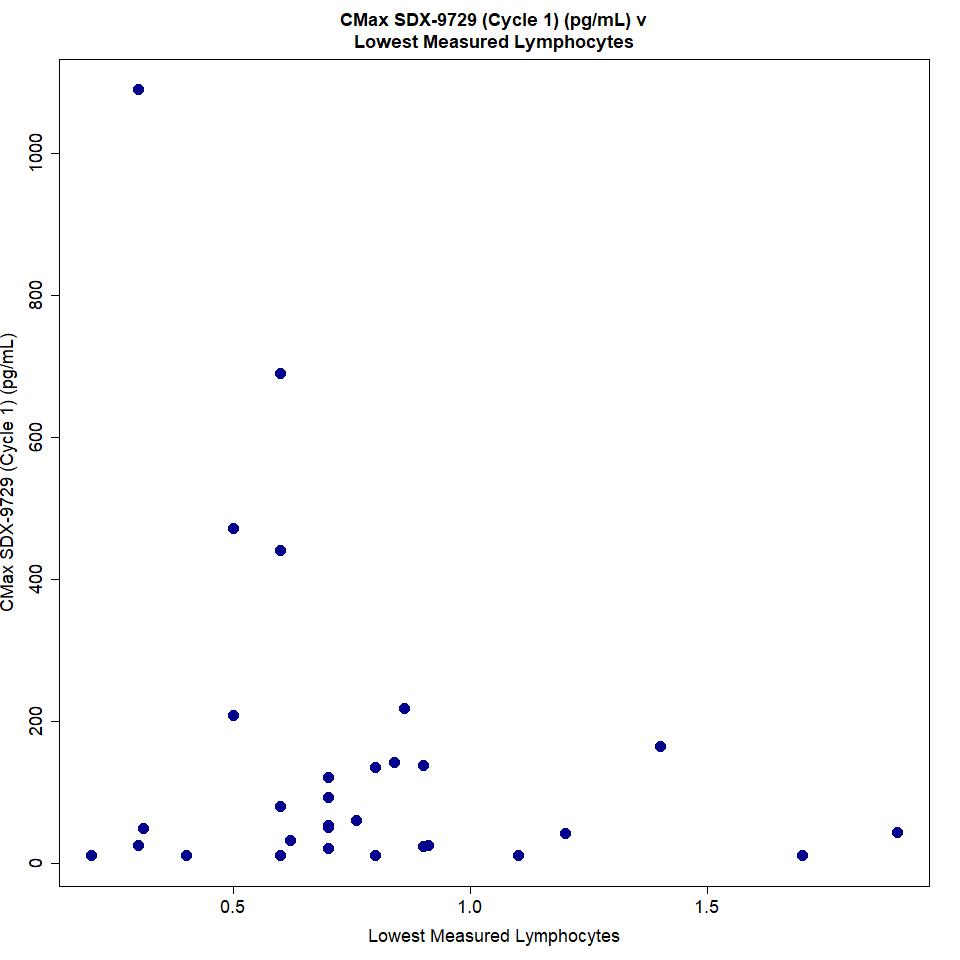 CMax SDX-9729 (Cycle 1) (pg/mL) v
Lowest Measured Lymphocytes
CMax SDX-9729 (Cycle 1) (pg/mL)
1000
800
600
400
200
0
0.5
1.0
1.5
Lowest Measured Lymphocytes